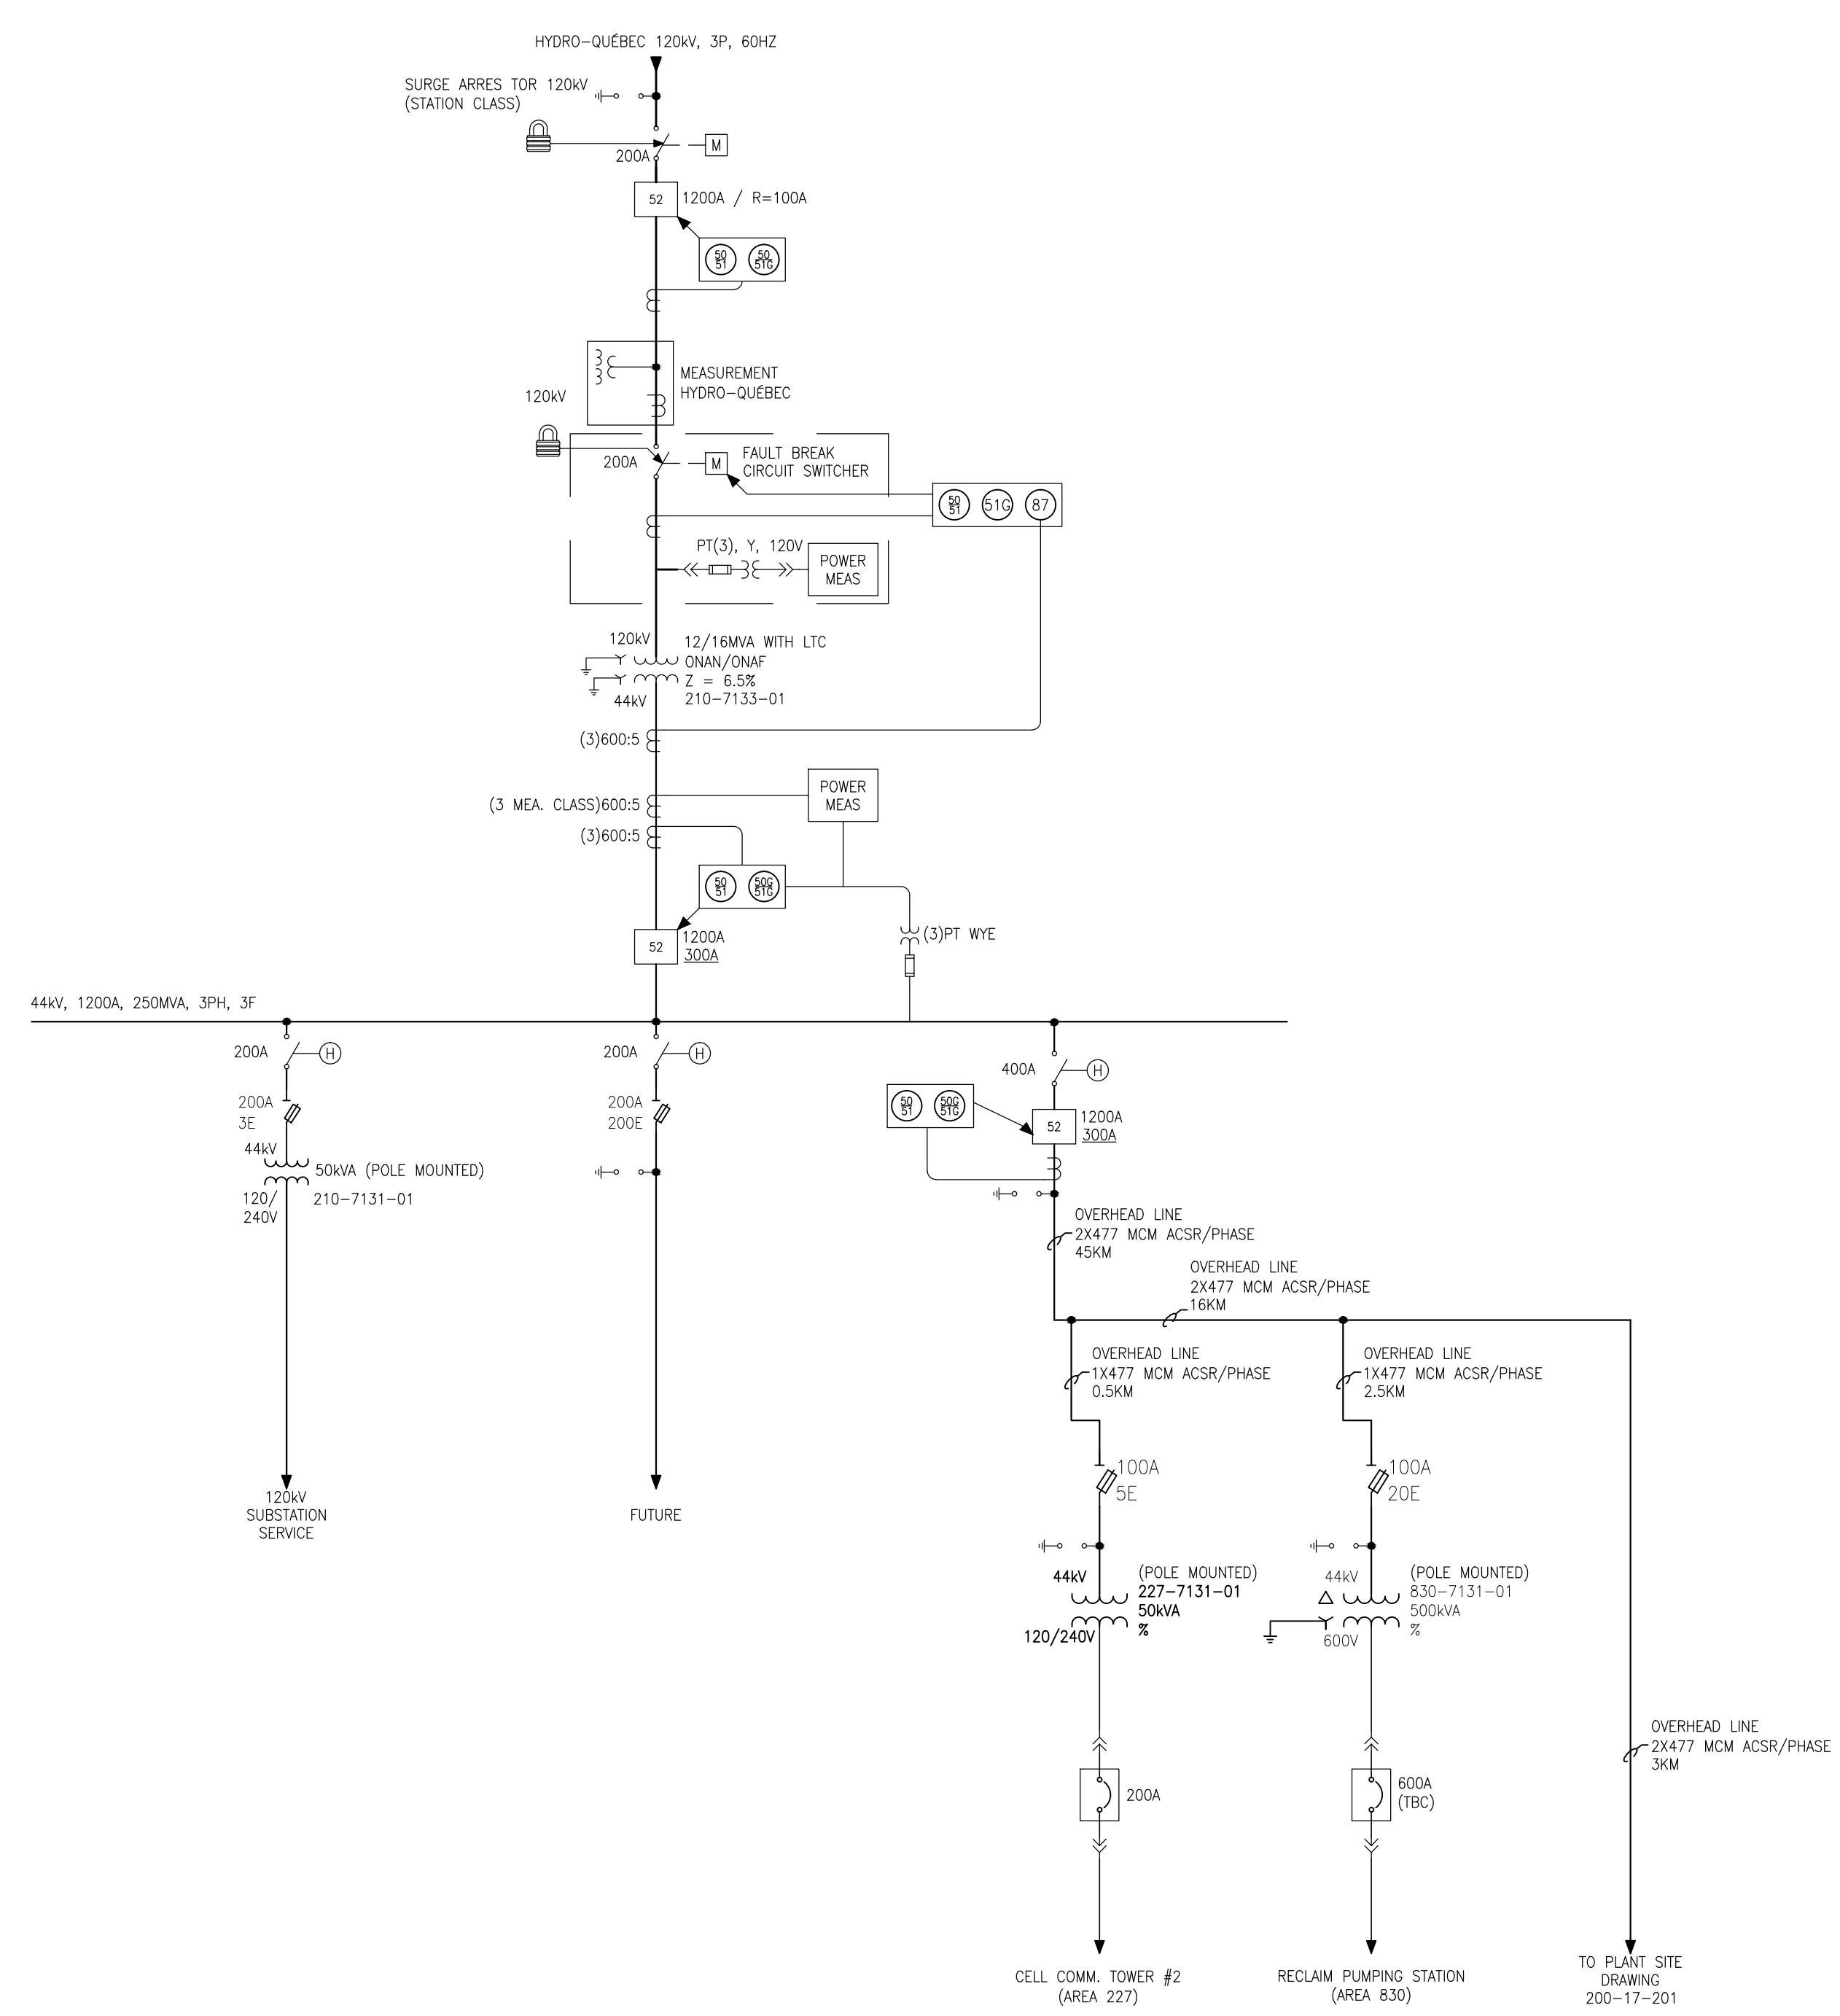 HYDRO-QUÉBEC 120kV, 3P, 60HZ
SURGE ARRES TOR 120kV
(STATION CLASS)
M
200A
52
1200A / R=100A
50
51
50
51G
MEASUREMENT
HYDRO-QUÉBEC
120kV
200A
M
FAULT BREAK
CIRCUIT SWITCHER
50
51
51G
87
PT(3), Y, 120V
POWER
MEAS
120kV
12/16MVA WITH LTC
ONAN/ONAF
Z = 6.5%
210-7133-01
44kV
(3)600:5
POWER
MEAS
(3 MEA. CLASS)600:5
(3)600:5
50
51
50G
51G
52
1200A
300A
(3)PT WYE
44kV, 1200A, 250MVA, 3PH, 3F
200A
H
200A
3E
44kV
50kVA (POLE MOUNTED)
120/
240V
210-7131-01
120kV
SUBSTATION
SERVICE
200A
H
200A
200E
FUTURE
400A
H
50
51
50G
51G
52
1200A
300A
OVERHEAD LINE
2X477 MCM ACSR/PHASE
45KM
OVERHEAD LINE
2X477 MCM ACSR/PHASE
16KM
OVERHEAD LINE
1X477 MCM ACSR/PHASE
0.5KM
OVERHEAD LINE
1X477 MCM ACSR/PHASE
2.5KM
100A
5E
100A
20E
44kV
(POLE MOUNTED)
227-7131-01
50kVA
%
120/240V
44kV
(POLE MOUNTED)
830-7131-01
500kVA
%
600V
OVERHEAD LINE
2X477 MCM ACSR/PHASE
3KM
200A
600A
(TBC)
CELL COMM. TOWER #2
(AREA 227)
RECLAIM PUMPING STATION
(AREA 830)
TO PLANT SITE
DRAWING
200-17-201